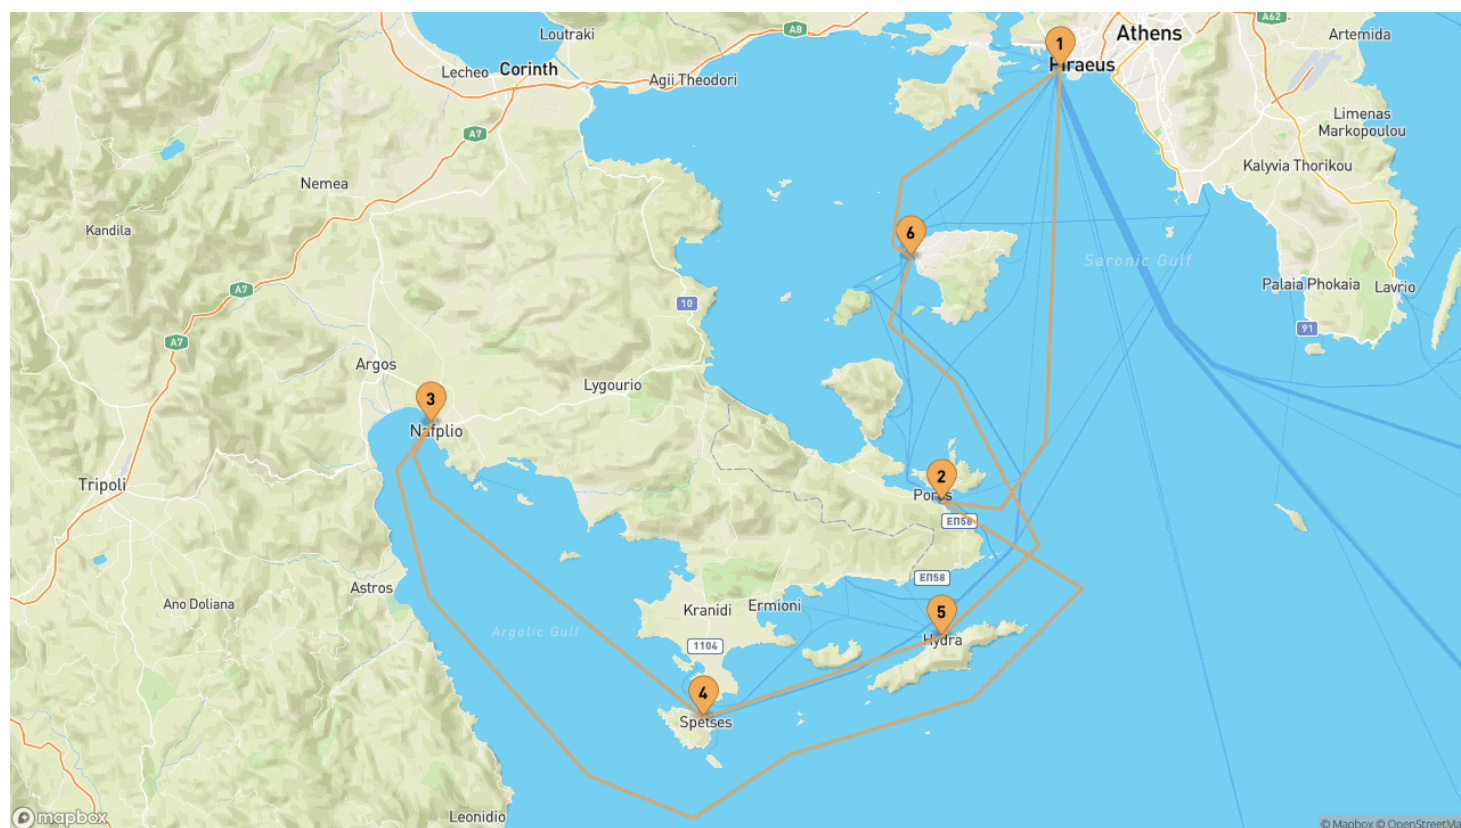 A62
Athens
Artemida
Loutraki
A8
1
Piraeus
Corinth
Lecheo
Agii Theodori
Limenas
Markopoulou
A7
Kalyvia Thorikou
Nemea
Kandila
6
Saronic Gulf
A7
10
Palaia Phokaia
Lavrio
91
A7
Argos
Lygourio
3
Nafplio
Tripoli
2
Poros
ΕΠ58
ΕΠ58
Astros
Ano Doliana
Kranidi
Ermioni
5
Hydra
Argolic Gulf
1104
4
Spetses
Leonidio
mapbox
© Mapbox © OpenStreetMa